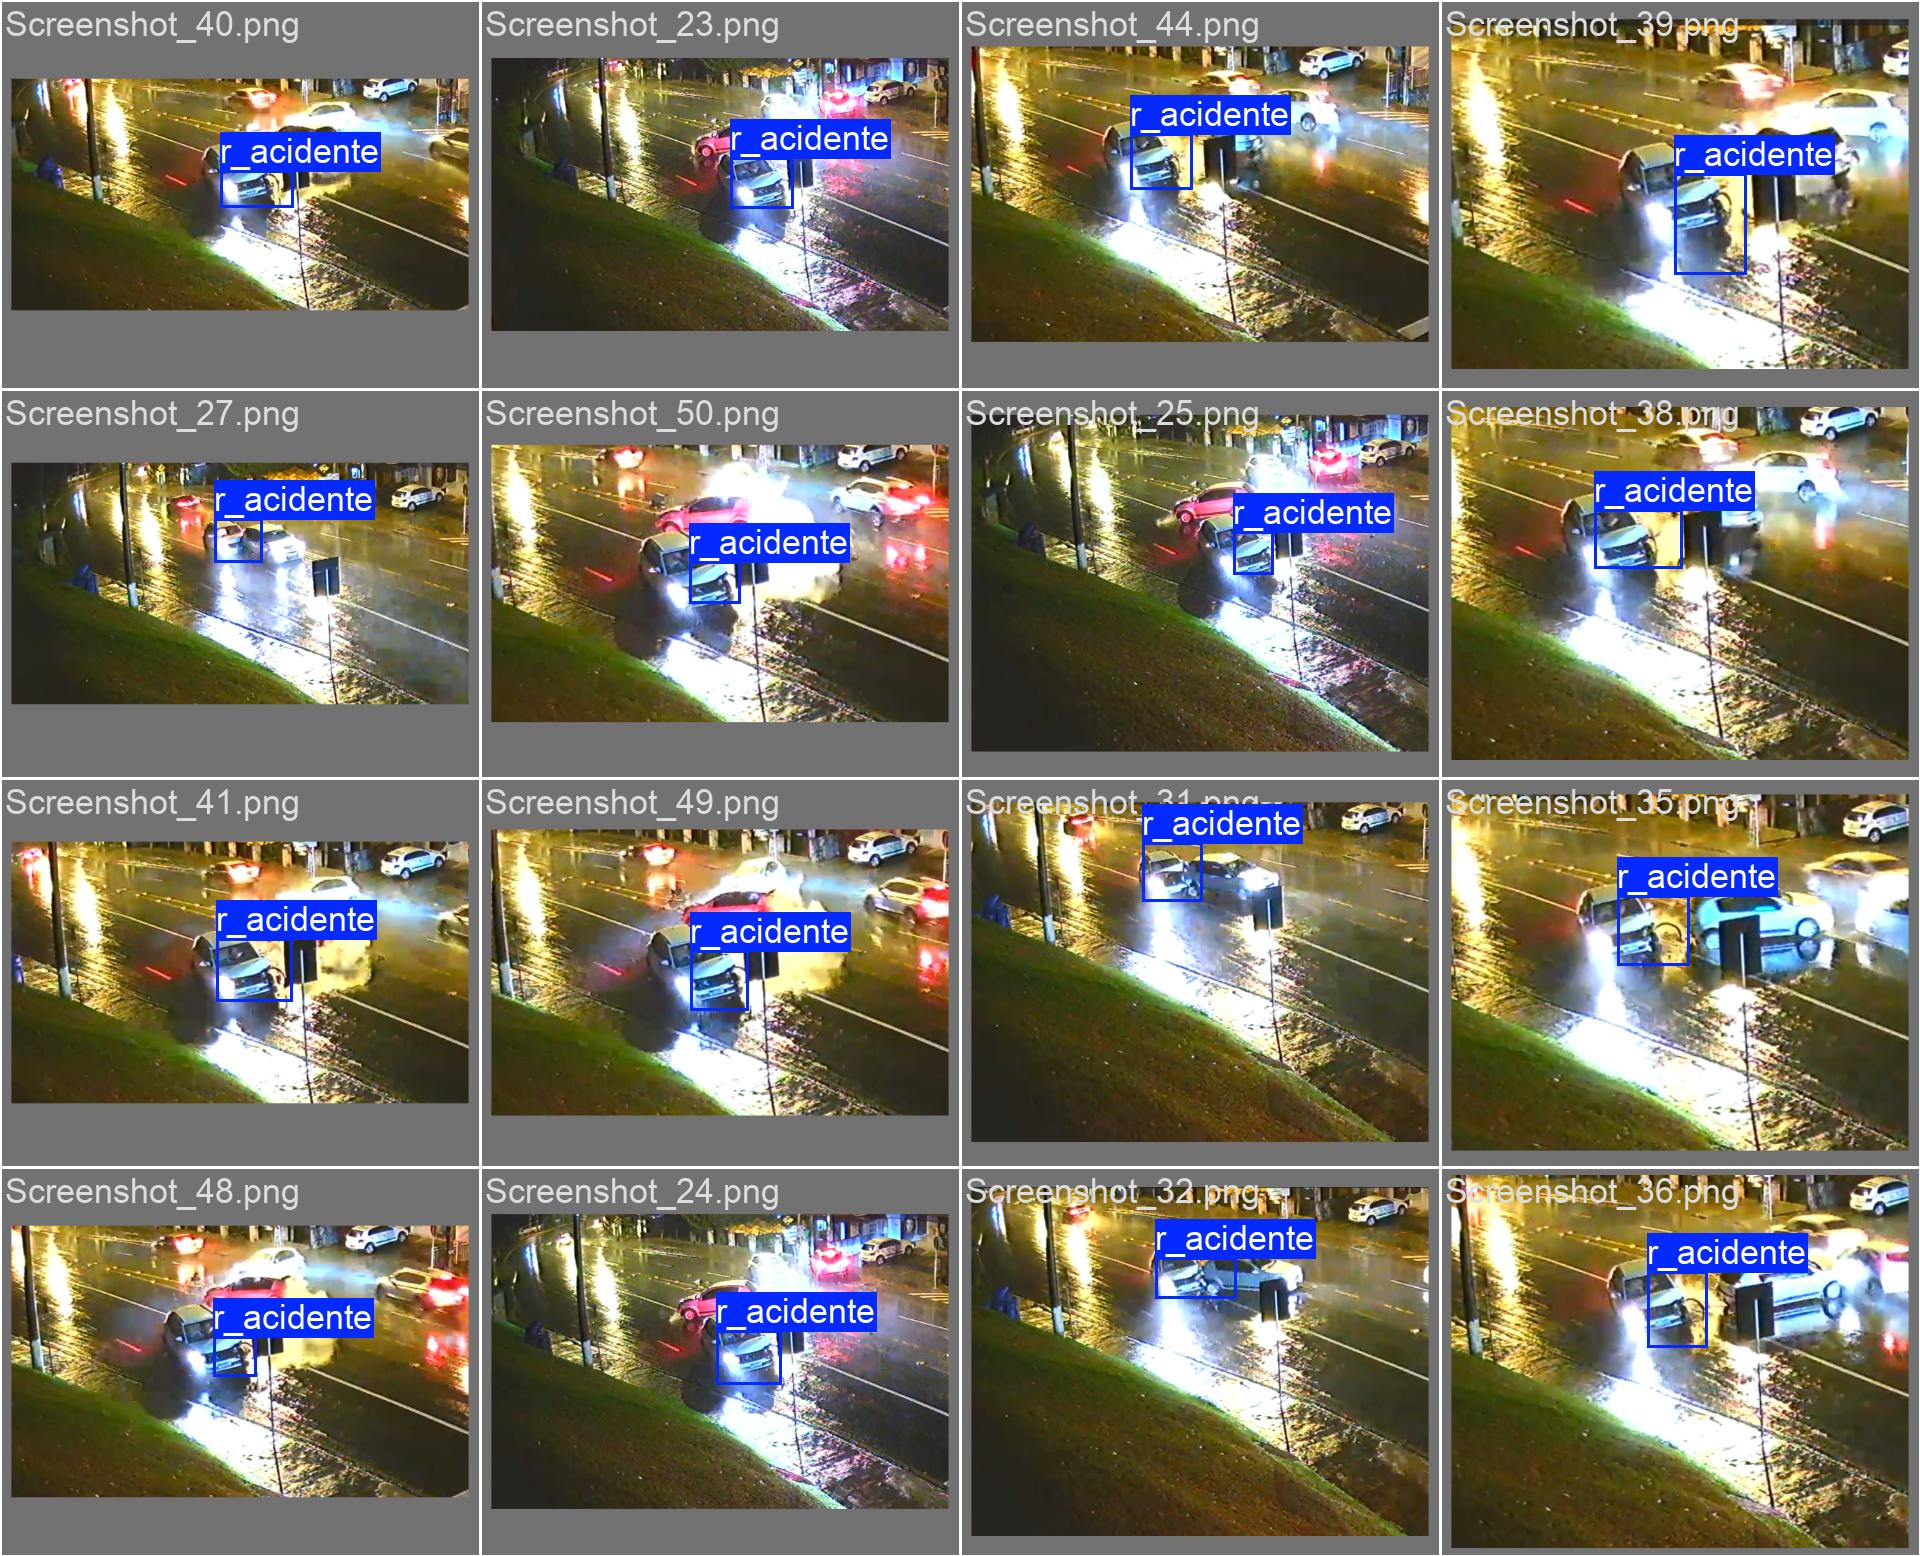 Screenshot_40.png
r_acidente
Screenshot_23.png
r_acidente
Screenshot_44.png
r_acidente
Screenshot_39.png
r_acidente
Screenshot_27.png
r_acidente
Screenshot_50.png
r_acidente
Screenshot_25.png
r_acidente
Screenshot_38.png
r_acidente
Screenshot_41.png
r_acidente
Screenshot_49.png
r_acidente
Screenshot_31.png
r_acidente
Screenshot_35.png
r_acidente
Screenshot_48.png
r_acidente
Screenshot_24.png
r_acidente
Screenshot_32.png
r_acidente
Screenshot_36.png
r_acidente